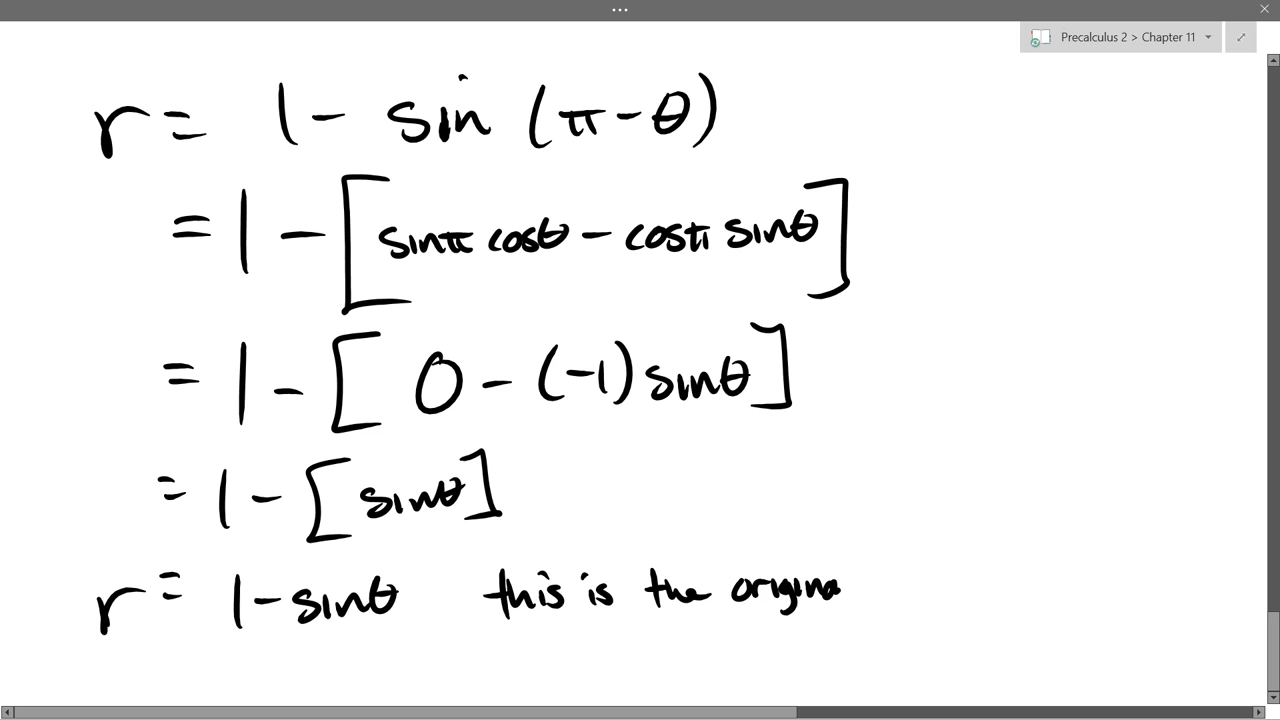 Precalculus 2 > Chapter 11
r = 1 - sin (π - θ)
= 1 - [sinπ cosθ - cosπ sinθ]
= 1 - [0 - (-1) sinθ]
= 1 - [sinθ]
r = 1 - sinθ this is the origina